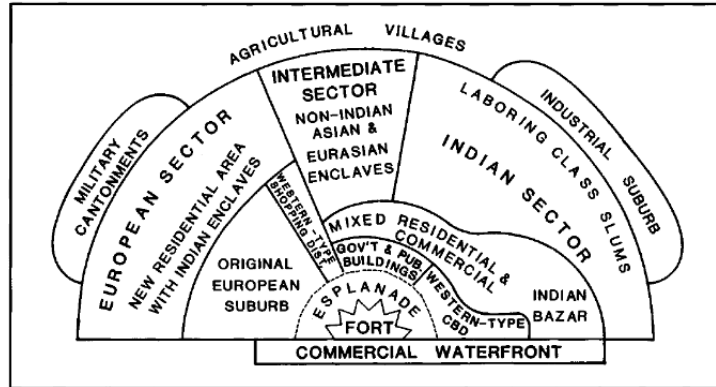 AGRICULTURAL VILLAGES
MILITARY
CANTONMENTS
EUROPEAN SECTOR
NEW RESIDENTIAL AREA
WITH INDIAN ENCLAVES
INTERMEDIATE
SECTOR
NON-INDIAN
ASIAN &
EURASIAN
ENCLAVES
INDIAN SECTOR
LABORING CLASS SLUMS
INDUSTRIAL SUBURB
WESTERN-TYPE
SHOPPING DIST.
ORIGINAL
EUROPEAN
SUBURB
MIXED RESIDENTIAL &
COMMERCIAL
GOV'T & PUB
BUILDINGS
WESTERN-TYPE
CBD
INDIAN
BAZAR
ESPLANADE
FORT
COMMERCIAL WATERFRONT